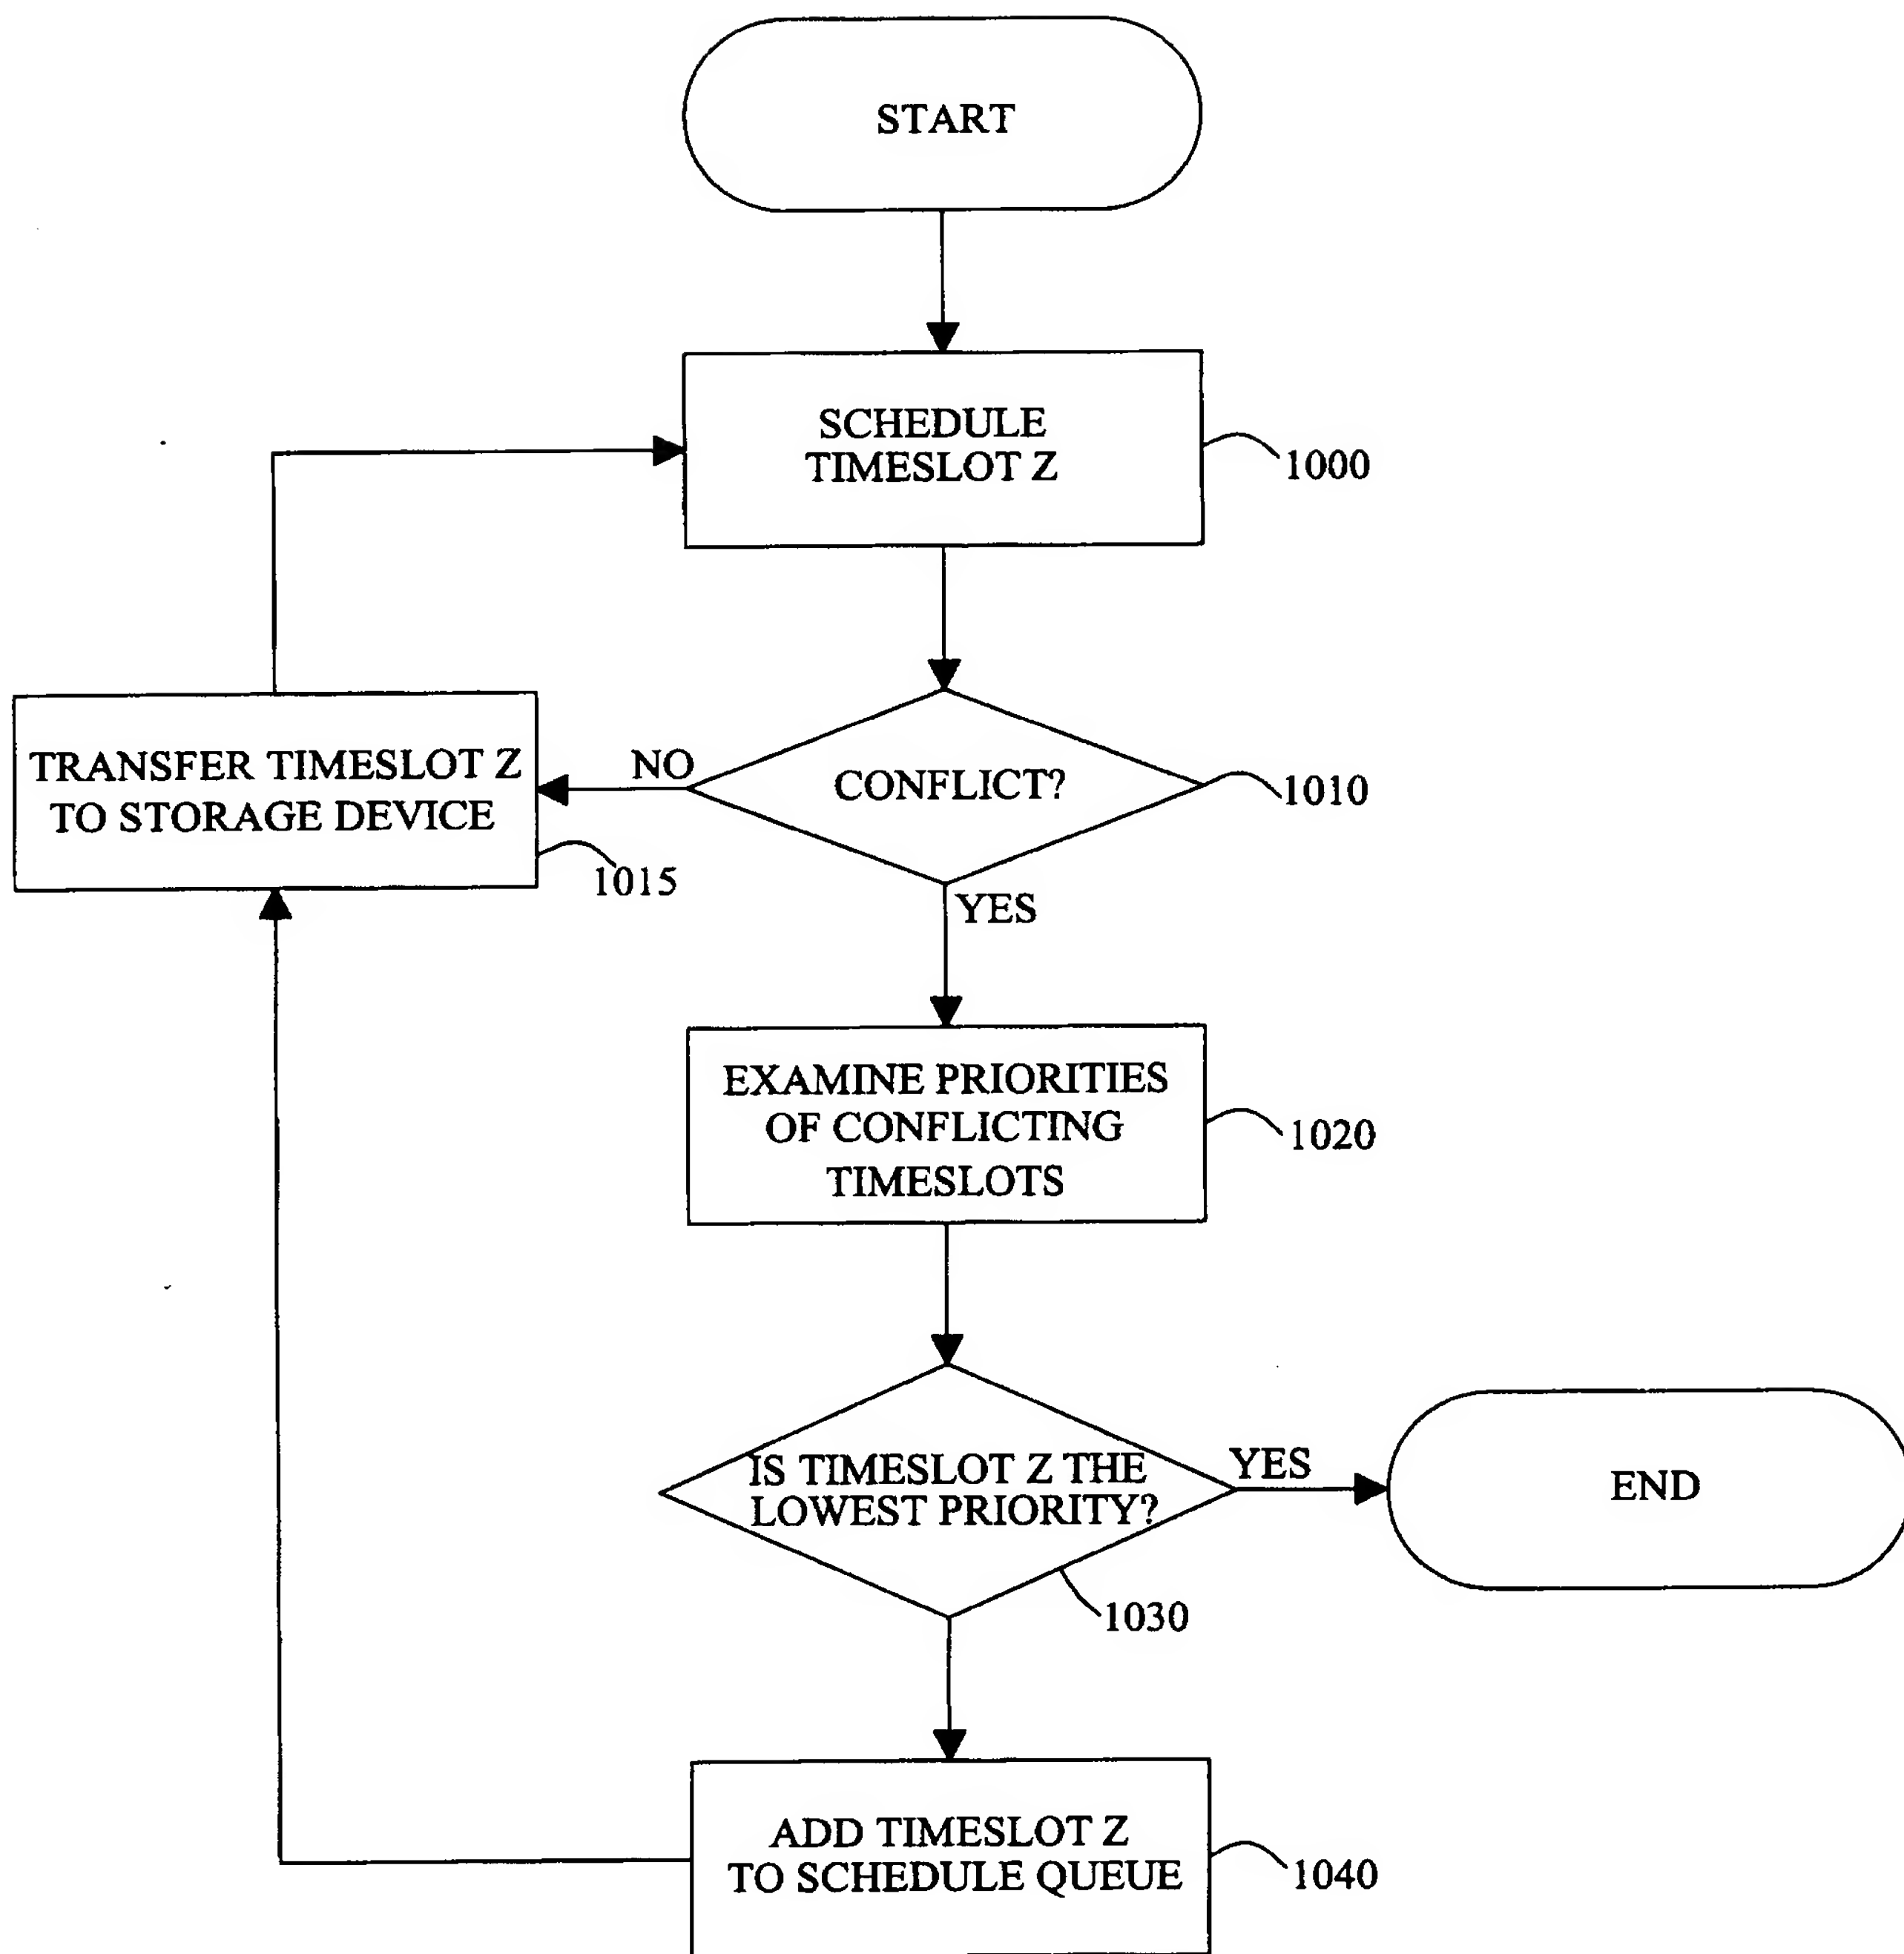 START
SCHEDULE
TIMESLOT Z
1000
TRANSFER TIMESLOT Z
TO STORAGE DEVICE
1015
NO
CONFLICT?
1010
YES
EXAMINE PRIORITIES
OF CONFLICTING
TIMESLOTS
1020
IS TIMESLOT Z THE
LOWEST PRIORITY?
1030
YES
END
ADD TIMESLOT Z
TO SCHEDULE QUEUE
1040